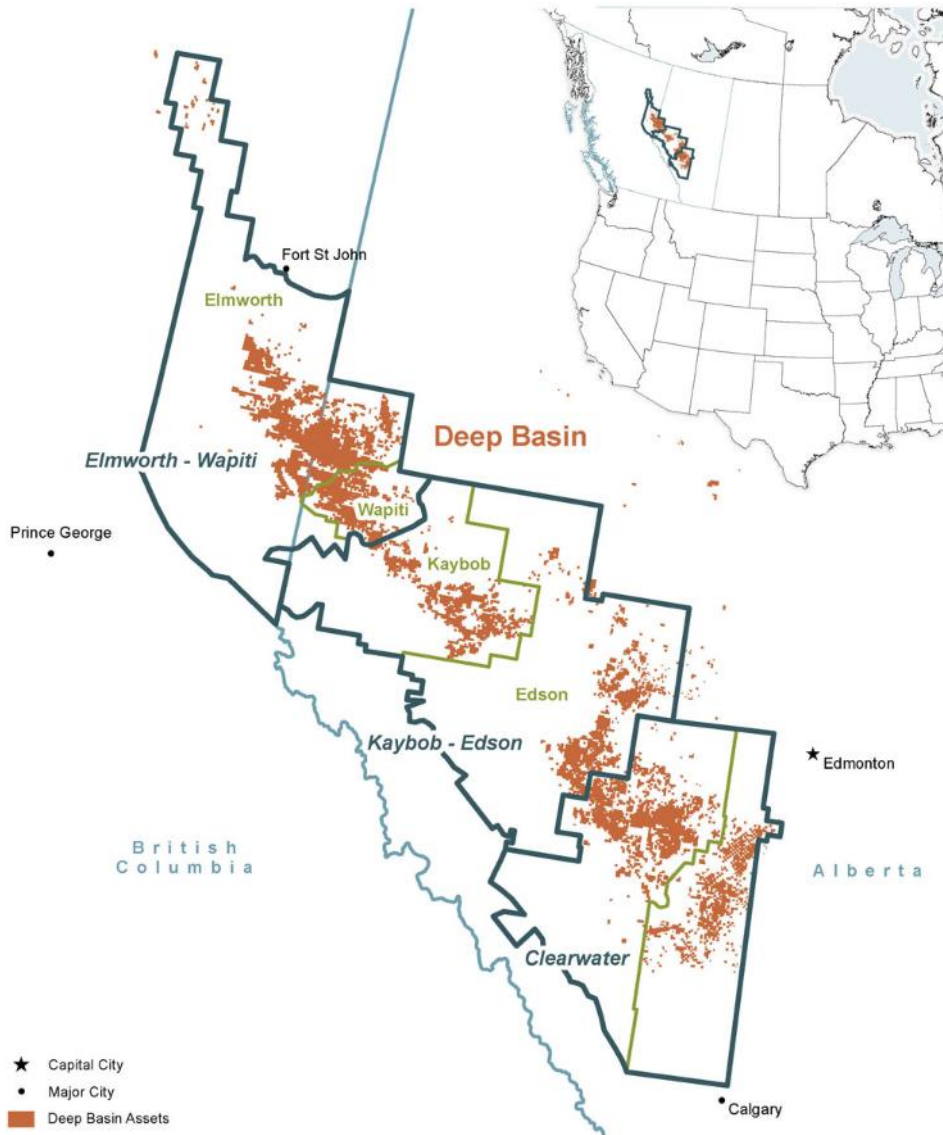 Fort St John
Elmworth
Deep Basin
Elmworth - Wapiti
Wapiti
Prince George
Kaybob
Edson
Kaybob - Edson
Edmonton
British
Columbia
Alberta
Clearwater
Capital City
Major City
Deep Basin Assets
Calgary